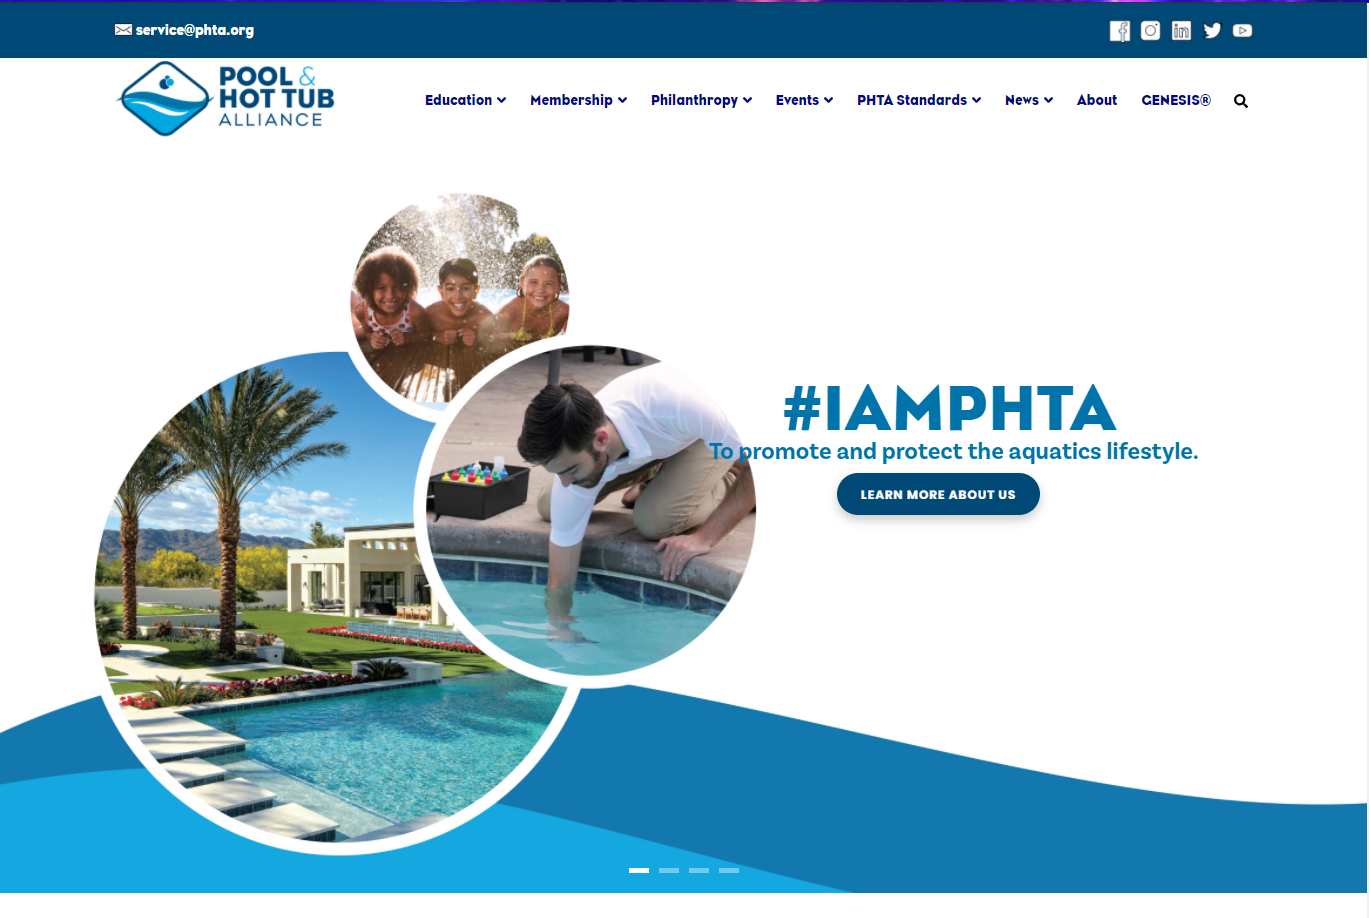 service@phta.org
POOL &
HOT TUB
ALLIANCE
Education Membership Philanthropy Events PHTA Standards News About GENESIS®
#IAMPHTA
To promote and protect the aquatics lifestyle.
LEARN MORE ABOUT US